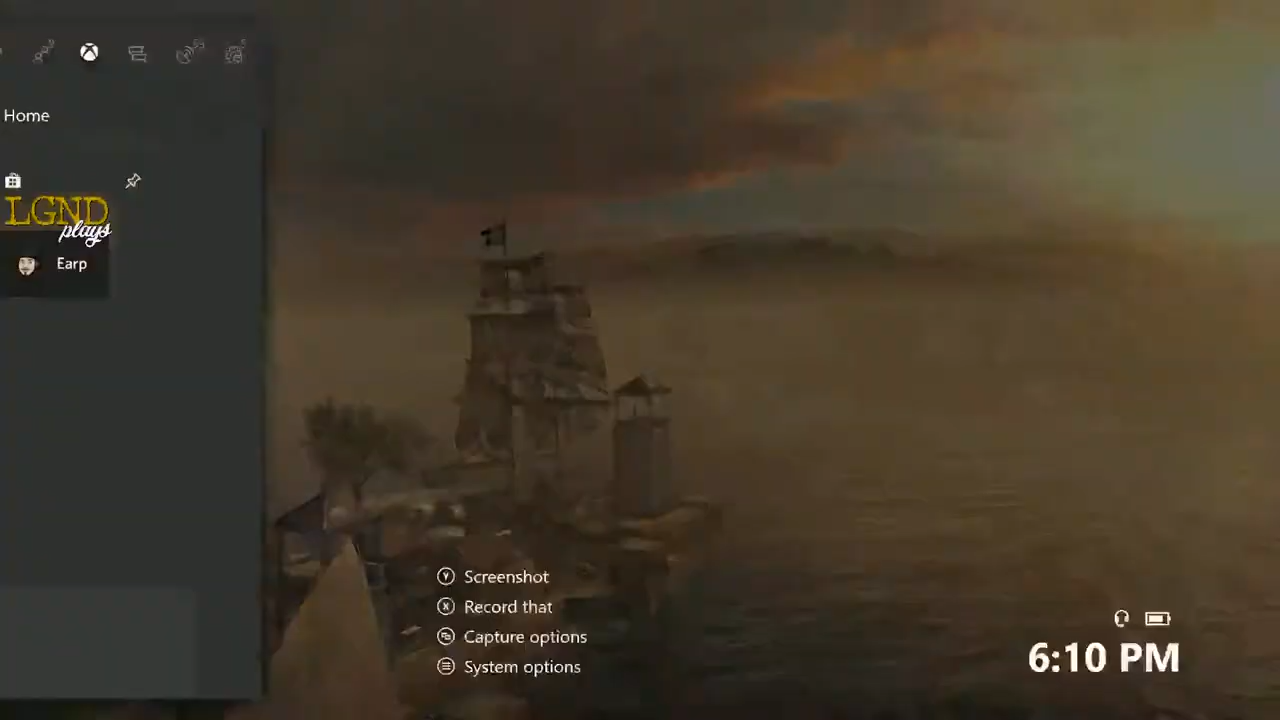 Home
LGND
plays
Earp
Screenshot
Record that
Capture options
System options
6:10 PM